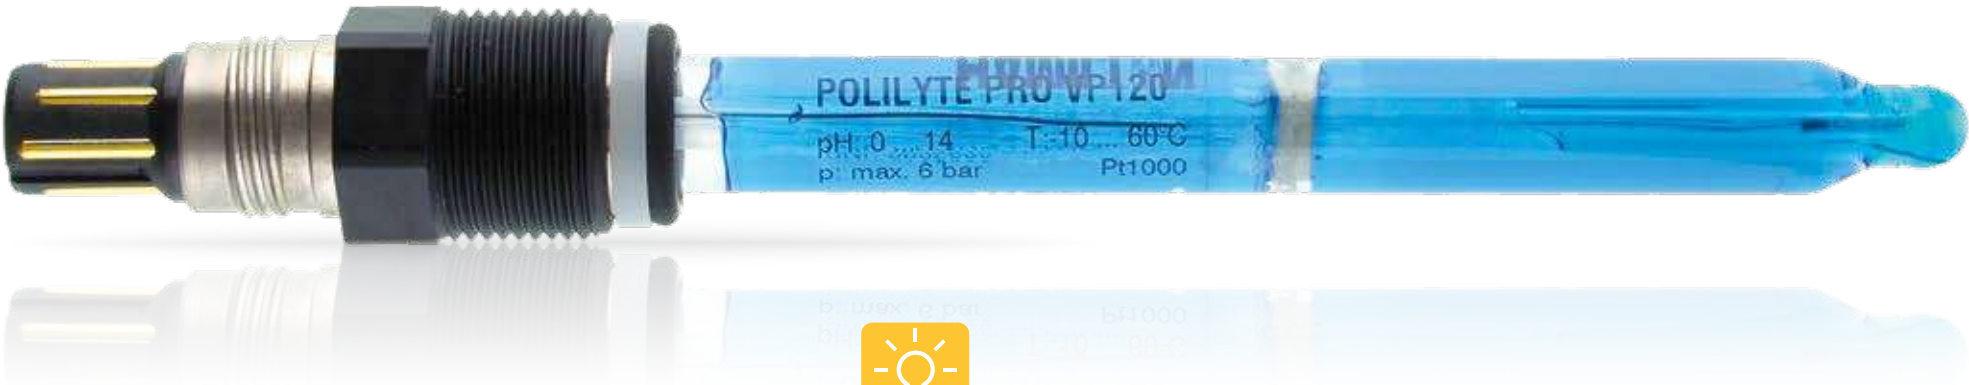 POLILYTE PRO VP 120
pH: 0 ... 14 T:-10 ... 60°C
p: max. 6 bar Pt1000